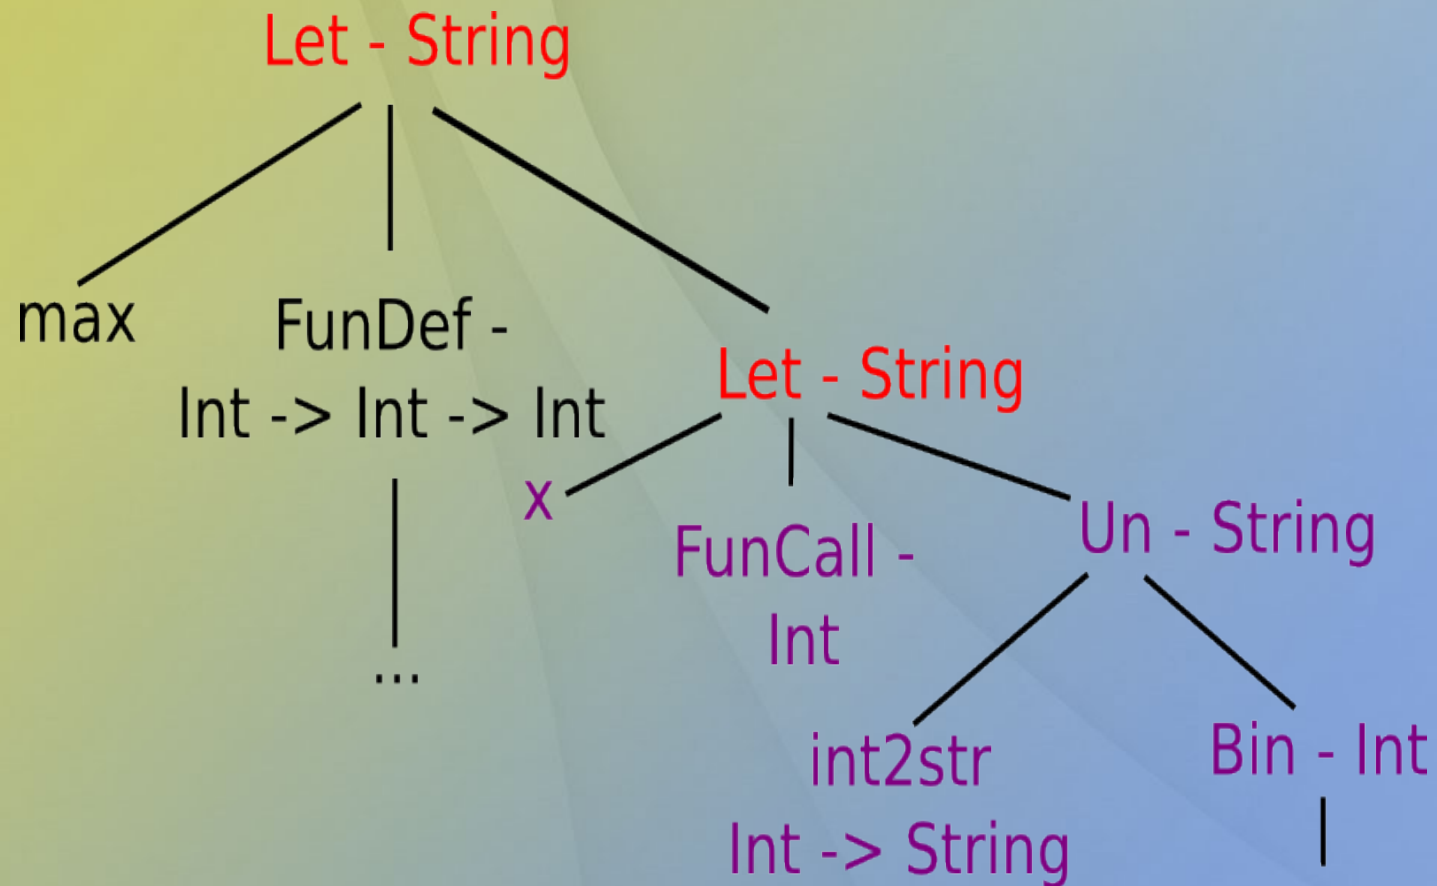 Let - String
max
FunDef -
Int -> Int -> Int
...
Let - String
x
FunCall -
Int
Un - String
int2str
Int -> String
Bin - Int